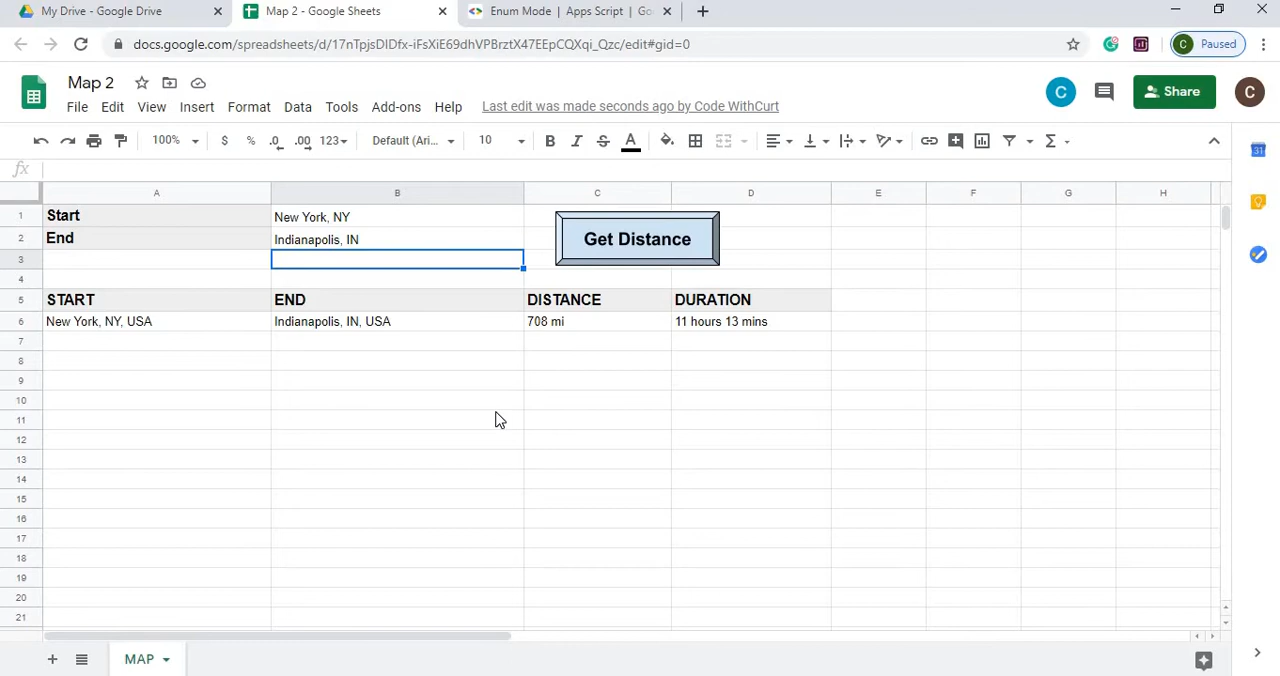 My Drive - Google Drive
Map 2 - Google Sheets
Enum Mode | Apps Script | Go
docs.google.com/spreadsheets/d/17nTpjsDIDfx-iFsXiE69dhVPBrztX47EEpCQXqi_Qzc/edit#gid=0
C Paused
Map 2
File Edit View Insert Format Data Tools Add-ons Help
Last edit was made seconds ago by Code WithCurt
C
Share
C
100% $ % .0 .00 123 Default (Ari... 10 B I S A
fx
A B C D E F G H
1 Start New York, NY
Get Distance
2 End Indianapolis, IN
3
4
5 START END DISTANCE DURATION
6 New York, NY, USA Indianapolis, IN, USA 708 mi 11 hours 13 mins
7
8
9
10
11
12
13
14
15
16
17
18
19
20
21
MAP